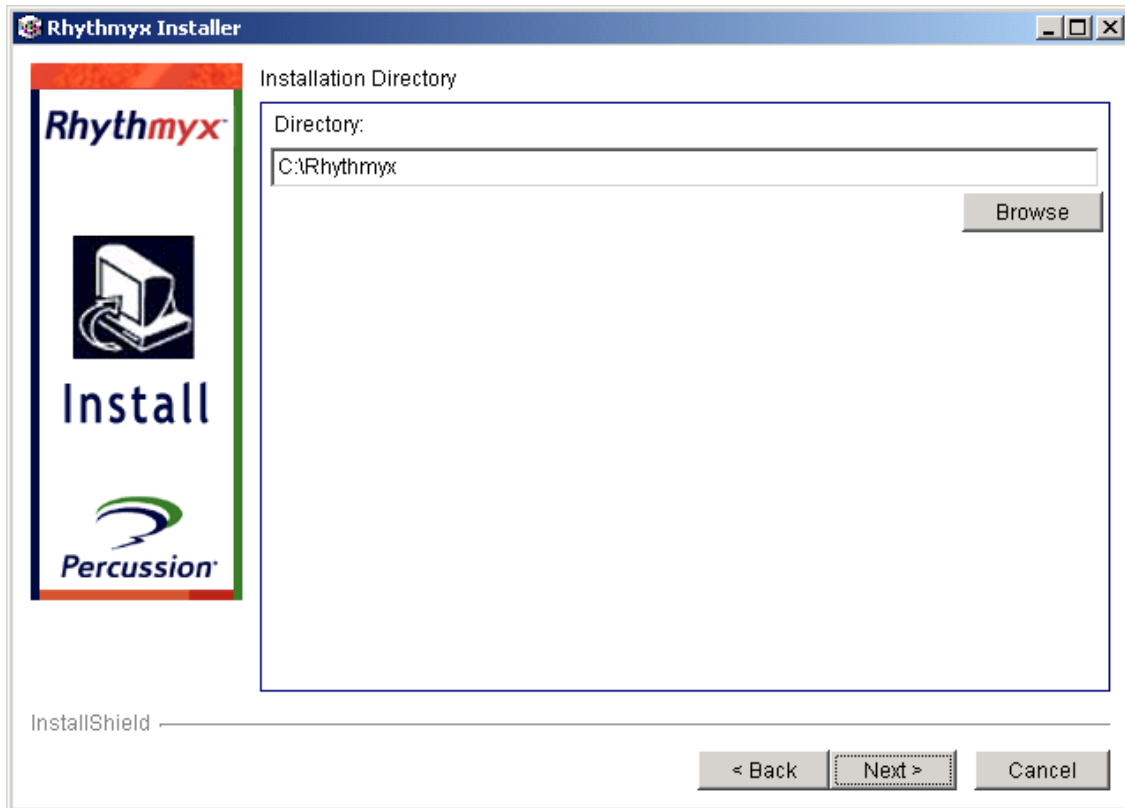 Rhythmyx Installer
Rhythmyx
Install
Percussion
Installation Directory
Directory:
C:\Rhythmyx
Browse
InstallShield
< Back
Next >
Cancel